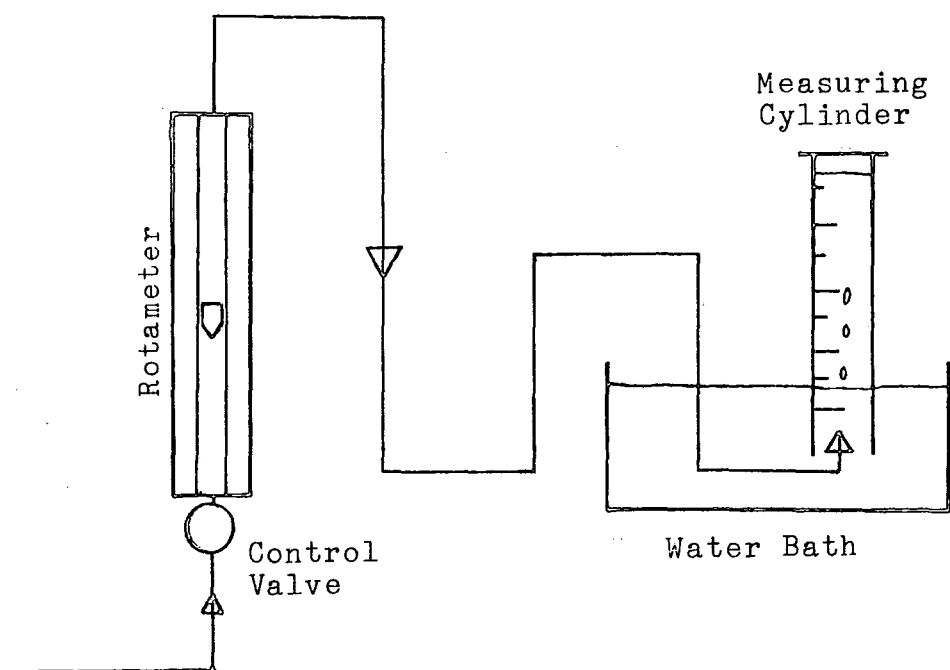 Measuring
Cylinder
Rotameter
Control
Valve
Water Bath